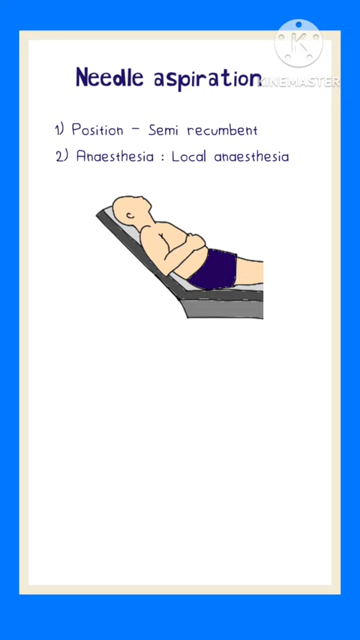 KINEMASTER
Needle aspiration
1) Position - Semi recumbent
2) Anaesthesia : Local anaesthesia